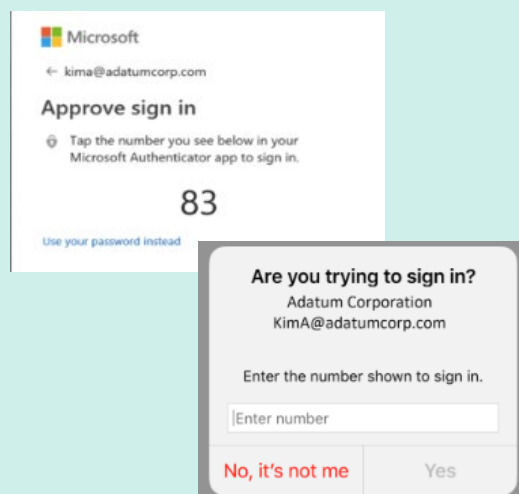 Microsoft
← kima@adatumcorp.com
Approve sign in
Tap the number you see below in your
Microsoft Authenticator app to sign in.
83
Use your password instead
Are you trying to sign in?
Adatum Corporation
KimA@adatumcorp.com
Enter the number shown to sign in.
Enter number
No, it's not me Yes